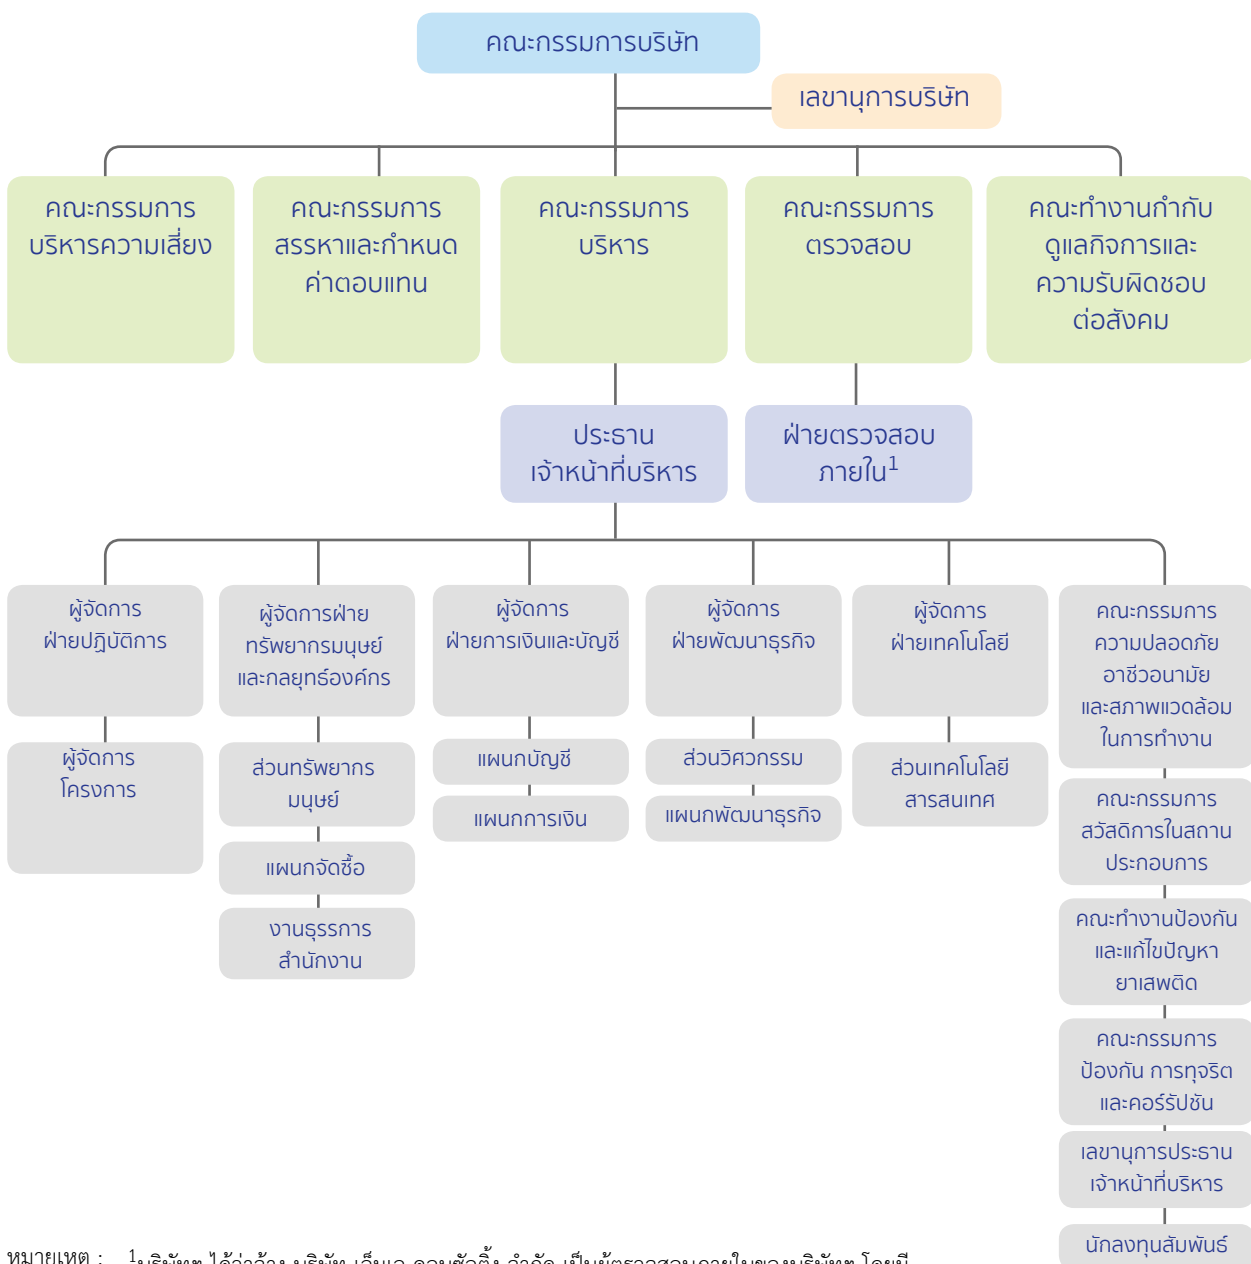 คณะกรรมการบริษัท
เลขานุการบริษัท
คณะกรรมการ
บริหารความเสี่ยง
คณะกรรมการ
สรรหาและกำหนด
ค่าตอบแทน
คณะกรรมการ
บริหาร
คณะกรรมการ
ตรวจสอบ
คณะทำงานกำกับ
ดูแลกิจการและ
ความรับผิดชอบ
ต่อสังคม
ประธาน
เจ้าหน้าที่บริหาร
ฝ่ายตรวจสอบ
ภายใน¹
ผู้จัดการ
ฝ่ายปฏิบัติการ
ผู้จัดการ
โครงการ
ผู้จัดการฝ่าย
ทรัพยากรมนุษย์
และกลยุทธ์องค์กร
ส่วนทรัพยากร
มนุษย์
แผนกจัดซื้อ
งานธุรการ
สำนักงาน
ผู้จัดการ
ฝ่ายการเงินและบัญชี
แผนกบัญชี
แผนกการเงิน
ผู้จัดการ
ฝ่ายพัฒนาธุรกิจ
ส่วนวิศวกรรม
แผนกพัฒนาธุรกิจ
ผู้จัดการ
ฝ่ายเทคโนโลยี
ส่วนเทคโนโลยี
สารสนเทศ
คณะกรรมการ
ความปลอดภัย
อาชีวอนามัย
และสภาพแวดล้อม
ในการทำงาน
คณะกรรมการ
สวัสดิการในสถาน
ประกอบการ
คณะทำงานป้องกัน
และแก้ไขปัญหา
ยาเสพติด
คณะกรรมการ
ป้องกัน การทุจริต
และคอร์รัปชัน
เลขานุการประธาน
เจ้าหน้าที่บริหาร
นักลงทุนสัมพันธ์
หมายเหตุ :